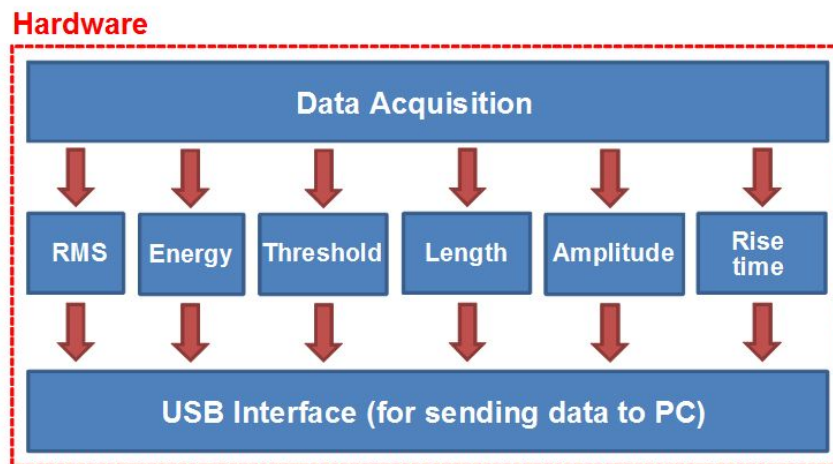 Hardware
Data Acquisition
RMS
Energy
Threshold
Length
Amplitude
Rise
time
USB Interface (for sending data to PC)